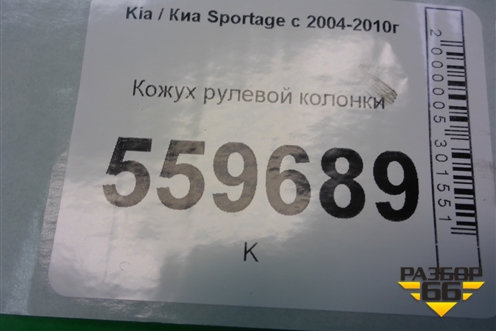 Kia / Киа Sportage с 2004-2010г
Кожух рулевой колонки
559689
К
2000005301551
РАЗБОР
66